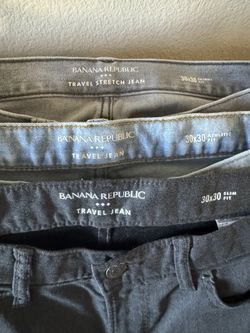 BANANA REPUBLIC
TRAVEL STRETCH JEAN
30x30
BANANA REPUBLIC
TRAVEL JEAN
30x30 ATHLETIC
FIT
BANANA REPUBLIC
TRAVEL JEAN
30x30 SLIM
FIT